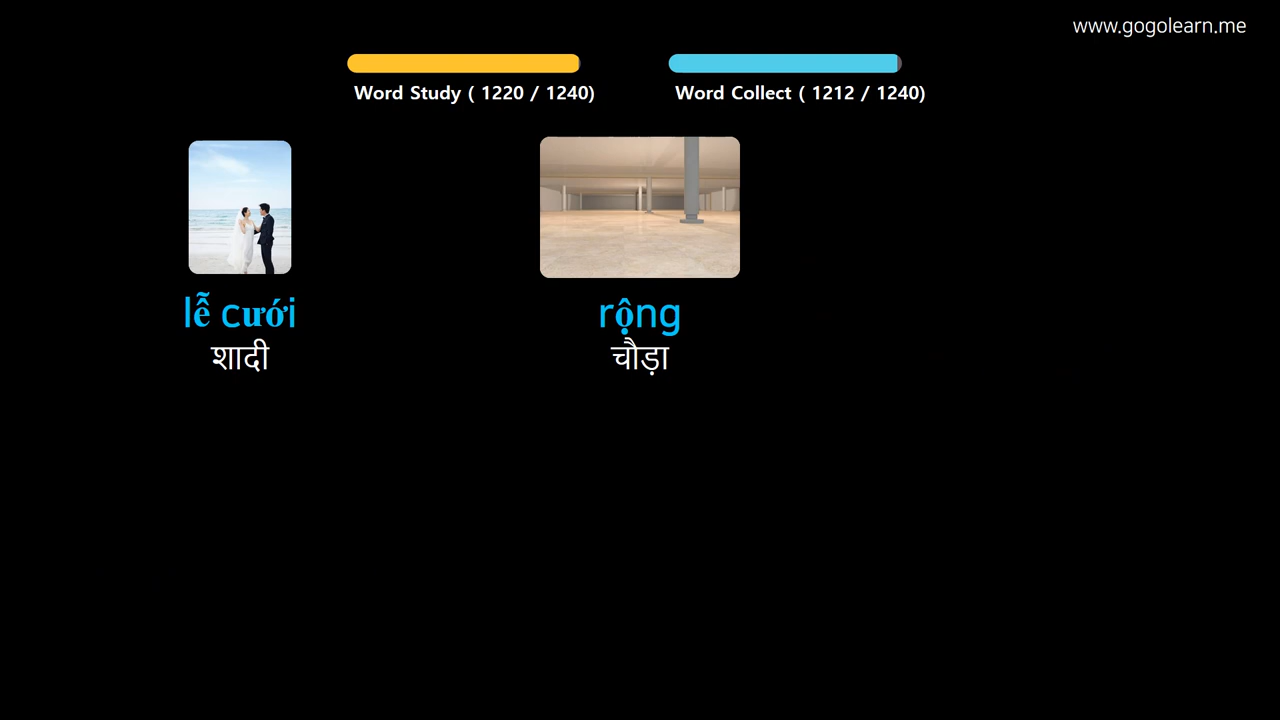 www.gogolearn.me
Word Study ( 1220 / 1240)
Word Collect ( 1212 / 1240)
lễ cưới
शादी
rộng
चौड़ा